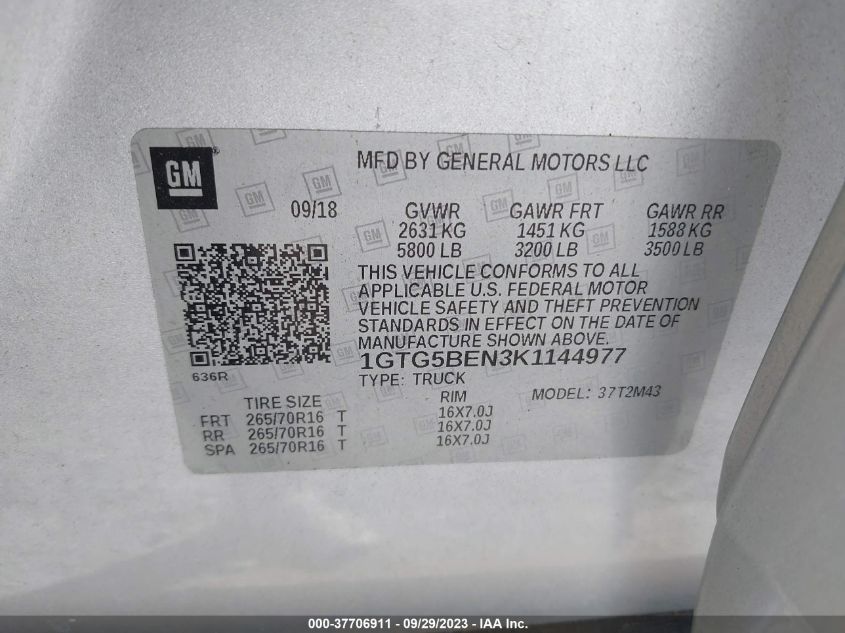 GM
MFD BY GENERAL MOTORS LLC
09/18 GVWR GAWR FRT GAWR RR
2631 KG 1451 KG 1588 KG
5800 LB 3200 LB 3500 LB
THIS VEHICLE CONFORMS TO ALL
APPLICABLE U.S. FEDERAL MOTOR
VEHICLE SAFETY AND THEFT PREVENTION
STANDARDS IN EFFECT ON THE DATE OF
MANUFACTURE SHOWN ABOVE.
1GTG5BEN3K1144977
636R
TYPE: TRUCK
TIRE SIZE RIM MODEL: 37T2M43
FRT 265/70R16 T 16X7.0J
RR 265/70R16 T 16X7.0J
SPA 265/70R16 T 16X7.0J
000-37706911 - 09/29/2023 - IAA Inc.